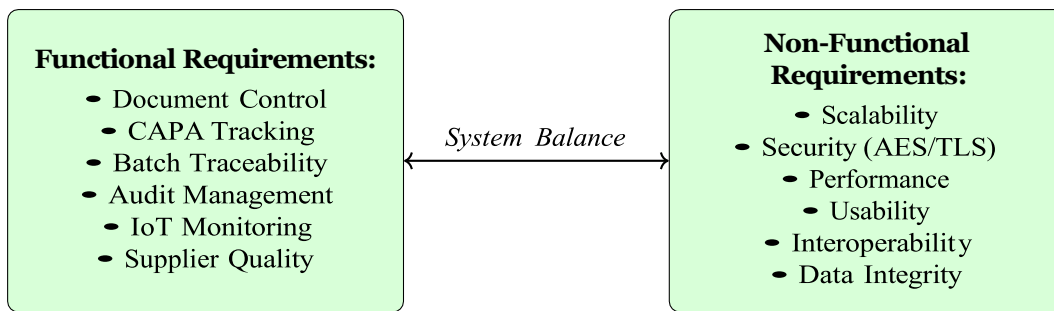 Functional Requirements:
• Document Control
• CAPA Tracking
• Batch Traceability
• Audit Management
• IoT Monitoring
• Supplier Quality
System Balance
Non-Functional
Requirements:
• Scalability
• Security (AES/TLS)
• Performance
• Usability
• Interoperability
• Data Integrity